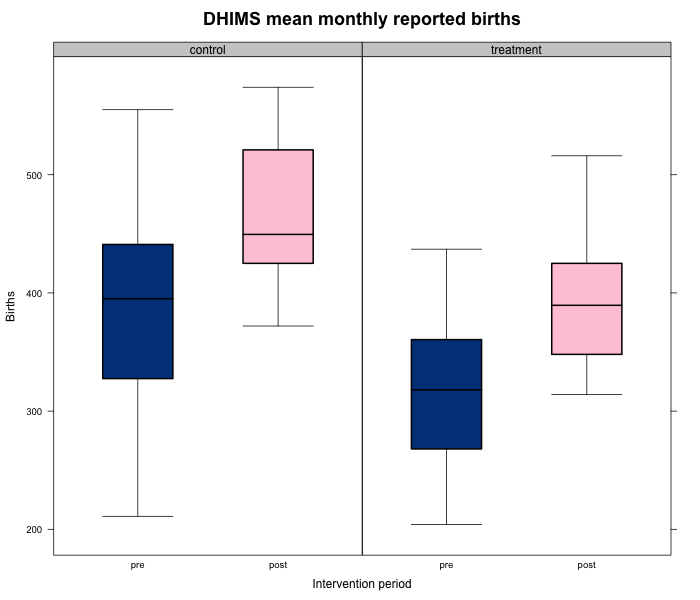 DHIMS mean monthly reported births
control treatment
Births
500
400
300
200
pre post pre post
Intervention period